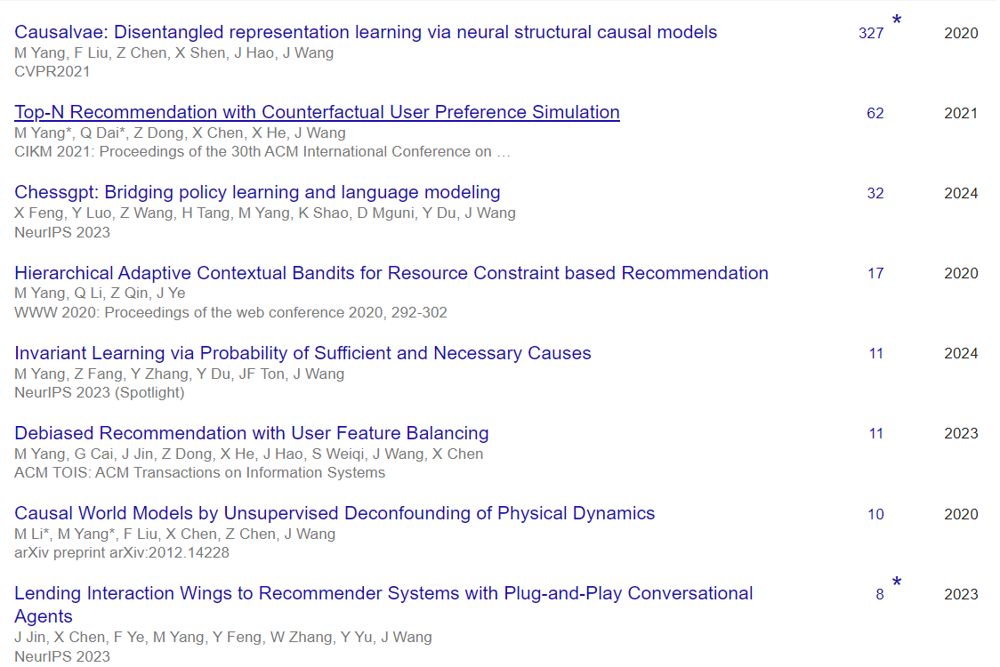 Causalvae: Disentangled representation learning via neural structural causal models 327 * 2020
M Yang, F Liu, Z Chen, X Shen, J Hao, J Wang
CVPR2021
Top-N Recommendation with Counterfactual User Preference Simulation 62 2021
M Yang*, Q Dai*, Z Dong, X Chen, X He, J Wang
CIKM 2021: Proceedings of the 30th ACM International Conference on …
Chessgpt: Bridging policy learning and language modeling 32 2024
X Feng, Y Luo, Z Wang, H Tang, M Yang, K Shao, D Mguni, Y Du, J Wang
NeurIPS 2023
Hierarchical Adaptive Contextual Bandits for Resource Constraint based Recommendation 17 2020
M Yang, Q Li, Z Qin, J Ye
WWW 2020: Proceedings of the web conference 2020, 292-302
Invariant Learning via Probability of Sufficient and Necessary Causes 11 2024
M Yang, Z Fang, Y Zhang, Y Du, JF Ton, J Wang
NeurIPS 2023 (Spotlight)
Debiased Recommendation with User Feature Balancing 11 2023
M Yang, G Cai, J Jin, Z Dong, X He, J Hao, S Weiqi, J Wang, X Chen
ACM TOIS: ACM Transactions on Information Systems
Causal World Models by Unsupervised Deconfounding of Physical Dynamics 10 2020
M Li*, M Yang*, F Liu, X Chen, Z Chen, J Wang
arXiv preprint arXiv:2012.14228
Lending Interaction Wings to Recommender Systems with Plug-and-Play Conversational 8 * 2023
Agents
J Jin, X Chen, F Ye, M Yang, Y Feng, W Zhang, Y Yu, J Wang
NeurIPS 2023